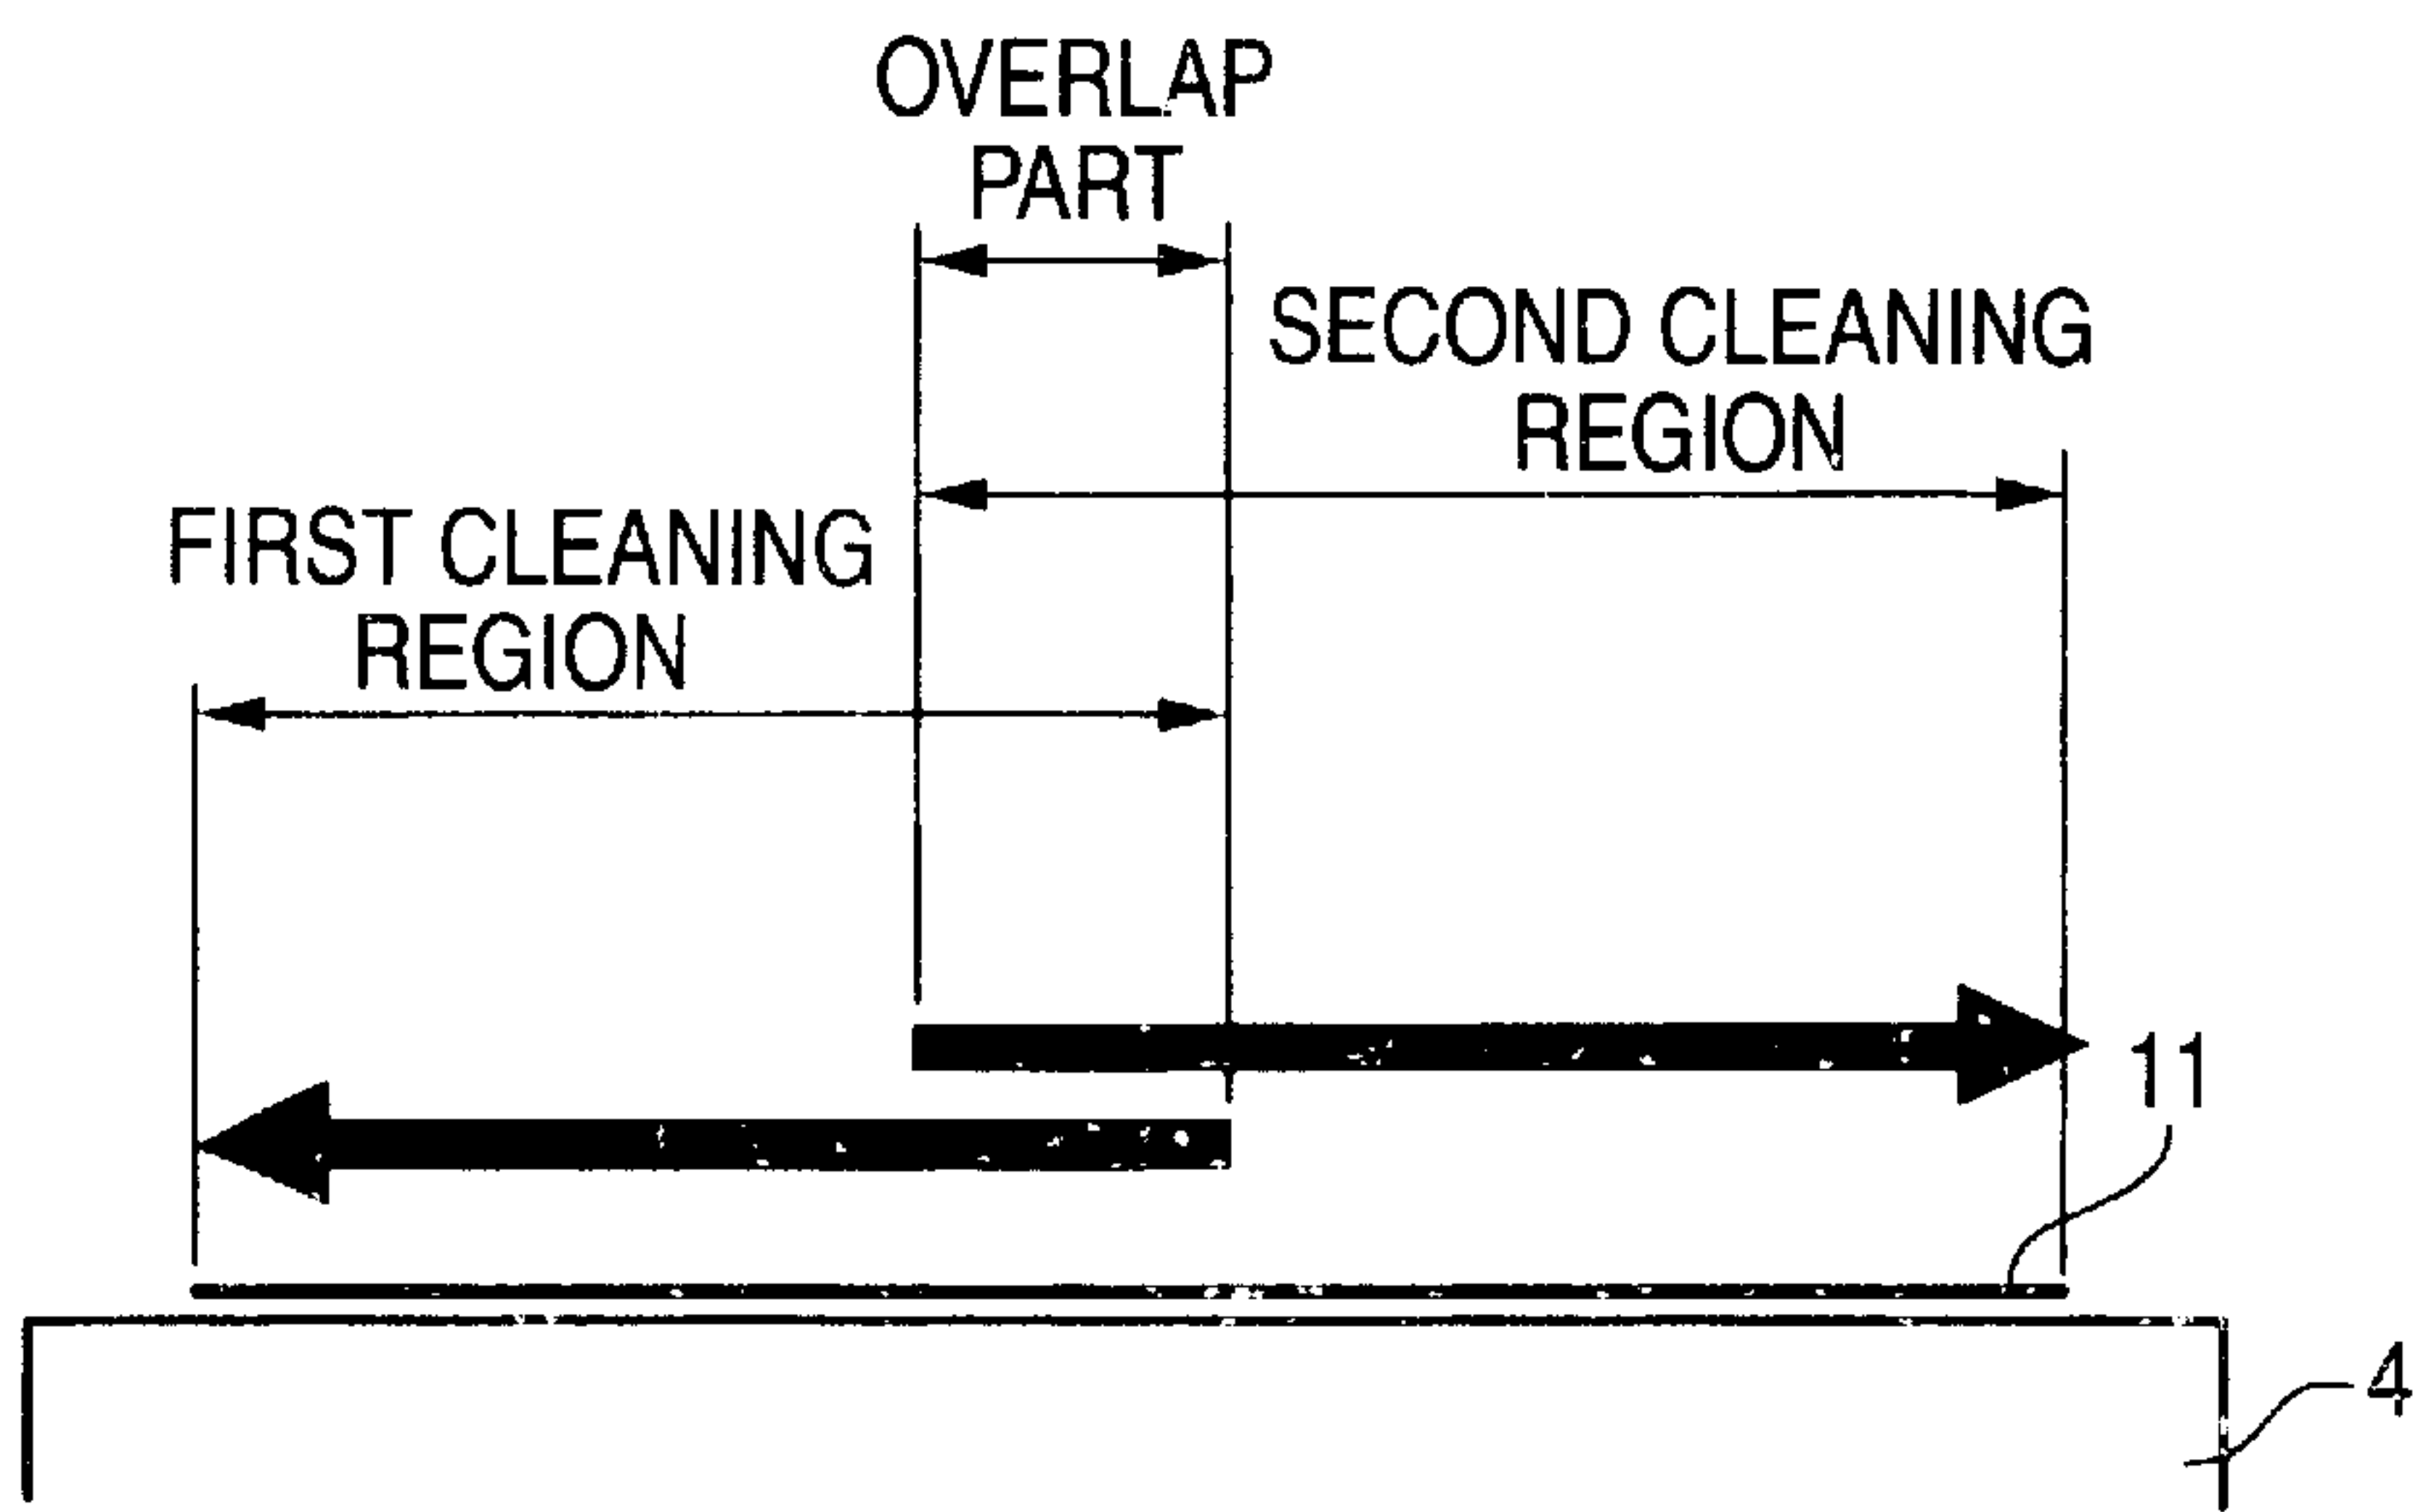 OVERLAP
PART
SECOND CLEANING
REGION
FIRST CLEANING
REGION
11
4